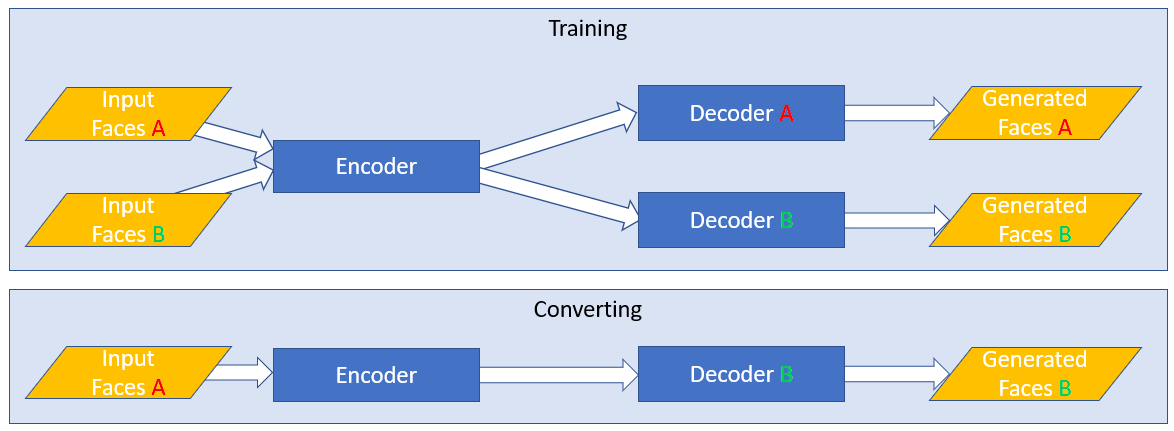 Training
Input
Faces A
Decoder A
Generated
Faces A
Encoder
Input
Faces B
Decoder B
Generated
Faces B
Converting
Input
Faces A
Encoder
Decoder B
Generated
Faces B